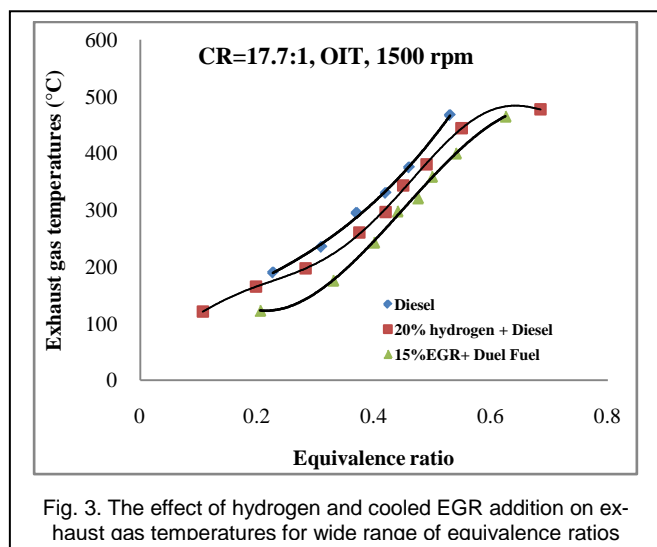 CR=17.7:1, OIT, 1500 rpm
600
500
400
300
200
100
0
Exhaust gas temperatures (°C)
Diesel
20% hydrogen + Diesel
15%EGR+ Duel Fuel
0
0.2
0.4
0.6
0.8
Equivalence ratio
Fig. 3. The effect of hydrogen and cooled EGR addition on ex-
haust gas temperatures for wide range of equivalence ratios